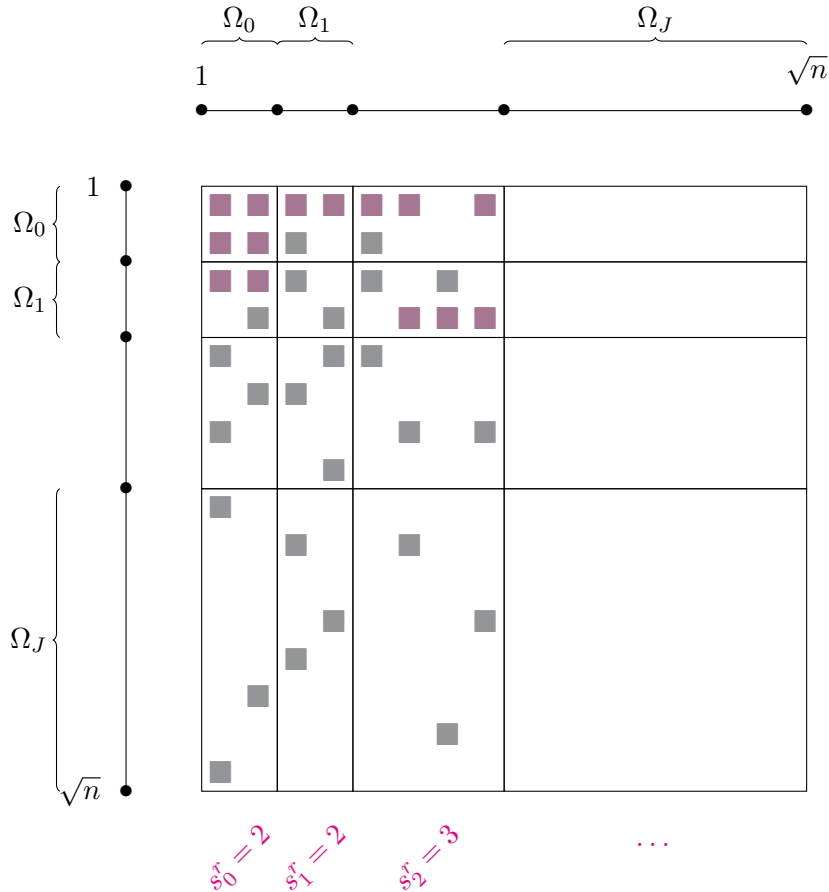 Ω_0 Ω_1 Ω_J
1 √n
1
Ω_0
Ω_1
Ω_J
√n
s_0^r = 2 s_1^r = 2 s_2^r = 3 ...